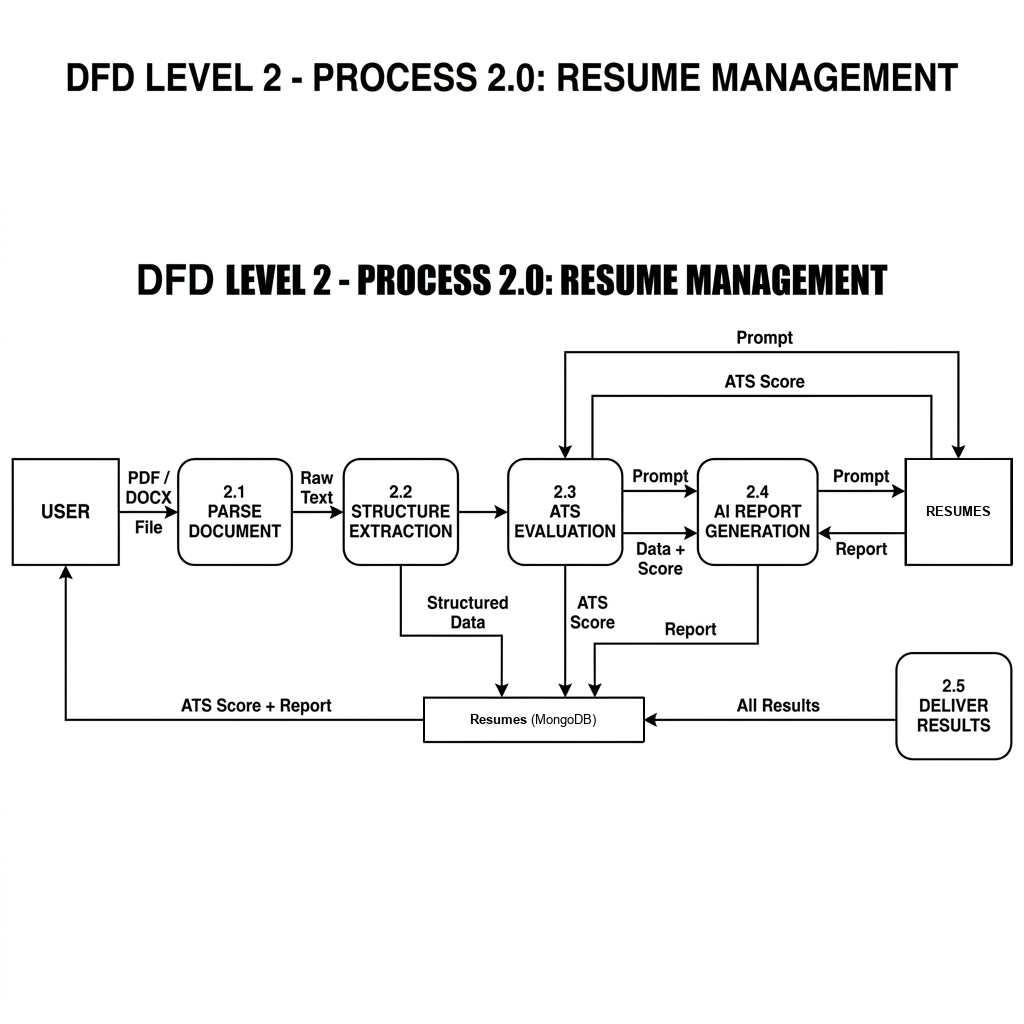 DFD LEVEL 2 - PROCESS 2.0: RESUME MANAGEMENT
DFD LEVEL 2 - PROCESS 2.0: RESUME MANAGEMENT
Prompt
ATS Score
USER
PDF /
DOCX
File
2.1
PARSE
DOCUMENT
Raw
Text
2.2
STRUCTURE
EXTRACTION
2.3
ATS
EVALUATION
Prompt
Data +
Score
2.4
AI REPORT
GENERATION
Prompt
Report
RESUMES
Structured
Data
ATS
Score
Report
ATS Score + Report
Resumes (MongoDB)
All Results
2.5
DELIVER
RESULTS